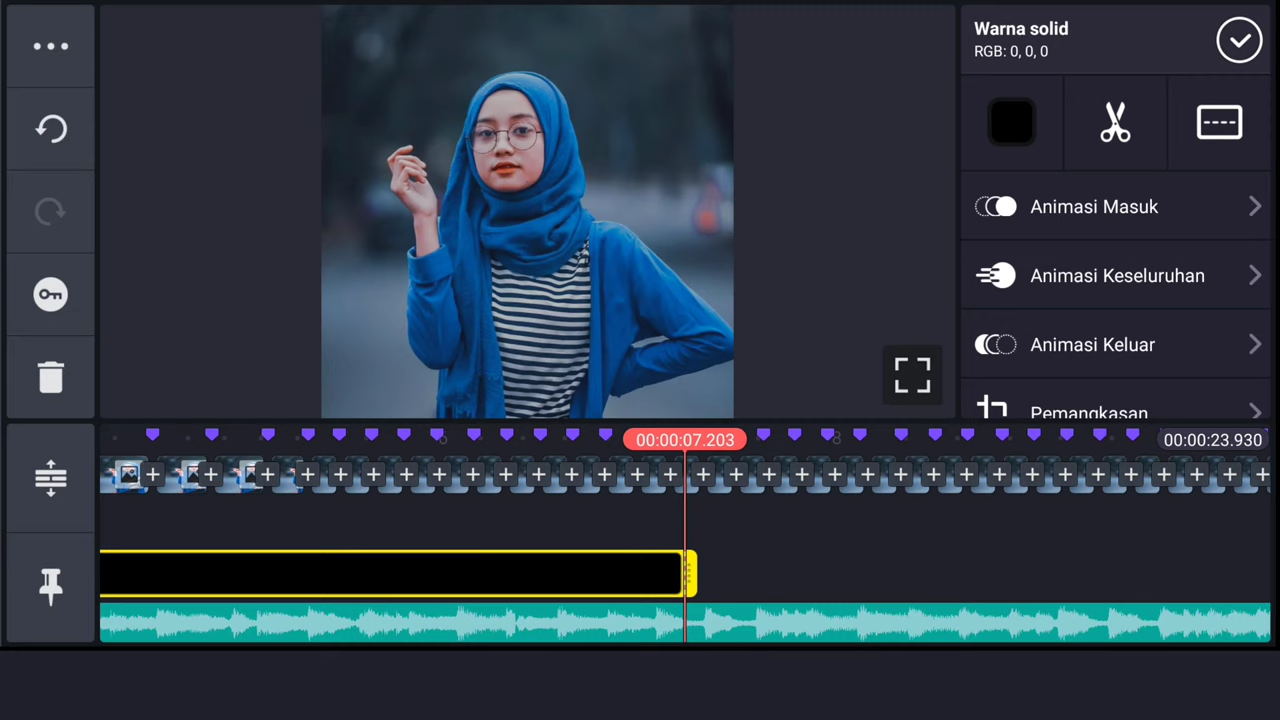 Warna solid
RGB: 0, 0, 0
Animasi Masuk
Animasi Keseluruhan
Animasi Keluar
Pemangkasan
00:00:07.203
8
00:00:23.930